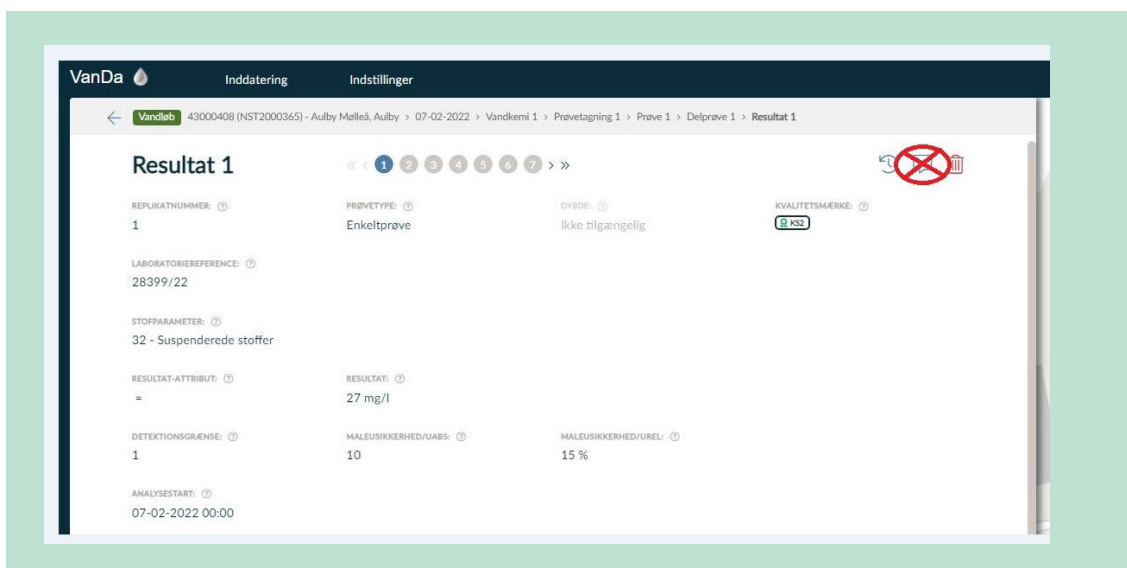 VanDa Inddatering Indstillinger
Vandløb 43000408 (NST2000365) - Aulby Mølleå, Aulby > 07-02-2022 > Vandkemi 1 > Prøvetagning 1 > Prøve 1 > Delprøve 1 > Resultat 1
Resultat 1 « < 1 2 3 4 5 6 7 > »
REPLIKATNUMMER: PRØVETYPE: DYBDE: KVALITETSMÆRKE:
1 Enkeltprøve Ikke tilgængelig KS2
LABORATORIEREFERENCE:
28399/22
STOFPARAMETER:
32 - Suspenderede stoffer
RESULTAT-ATTRIBUT: RESULTAT:
= 27 mg/l
DETEKTIONSGRÆNSE: MALEUSIKKERHED/UABS: MALEUSIKKERHED/UREL:
1 10 15 %
ANALYSESTART:
07-02-2022 00:00